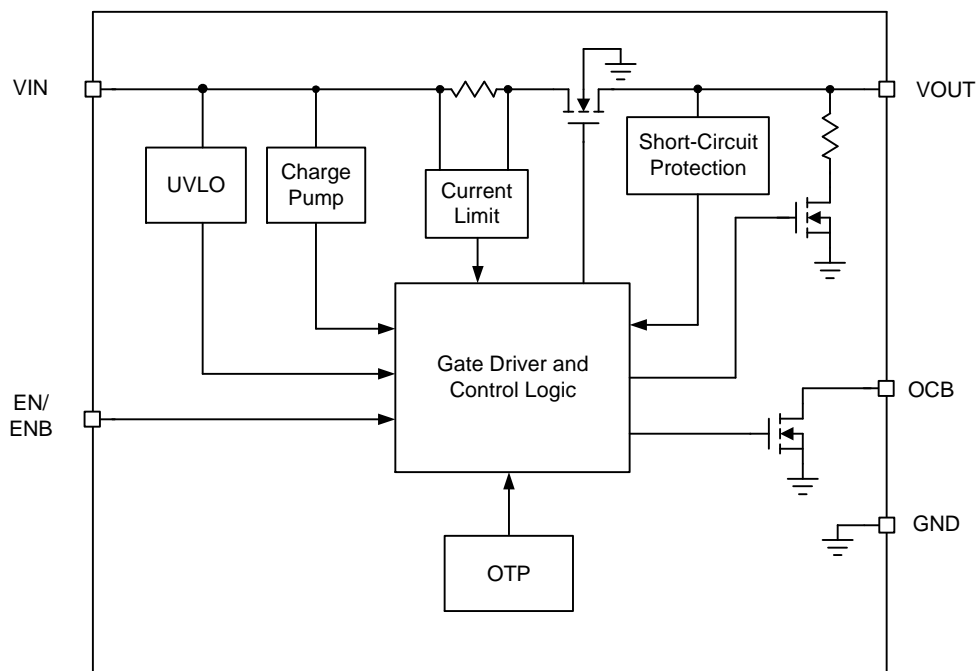 VIN
VOUT
UVLO
Charge
Pump
Current
Limit
Short-Circuit
Protection
Gate Driver and
Control Logic
EN/
ENB
OCB
GND
OTP